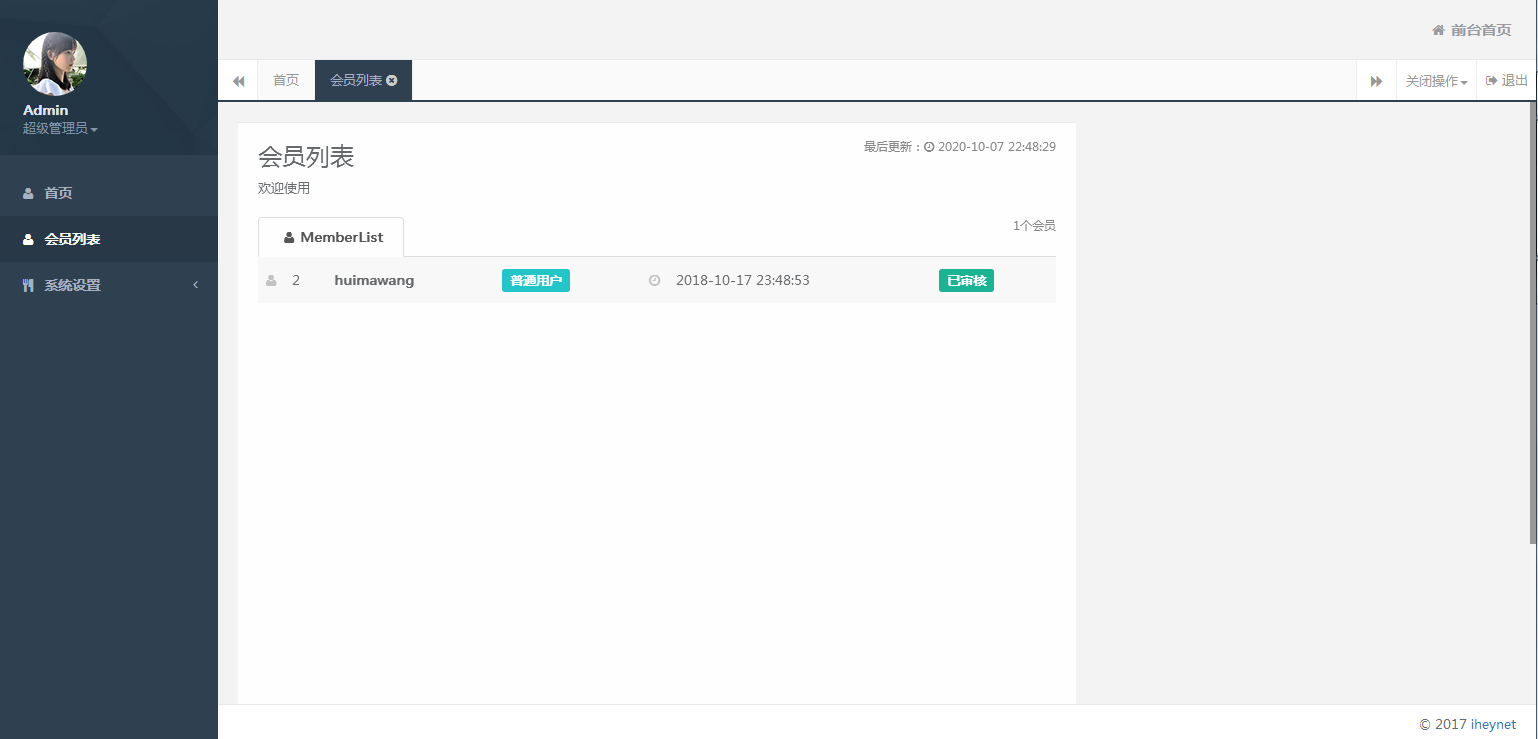 前台首页
首页
会员列表
关闭操作
退出
Admin
超级管理员
首页
会员列表
系统设置
会员列表
最后更新：2020-10-07 22:48:29
欢迎使用
MemberList
1个会员
2 huimawang 普通用户 2018-10-17 23:48:53 已审核
© 2017 iheynet